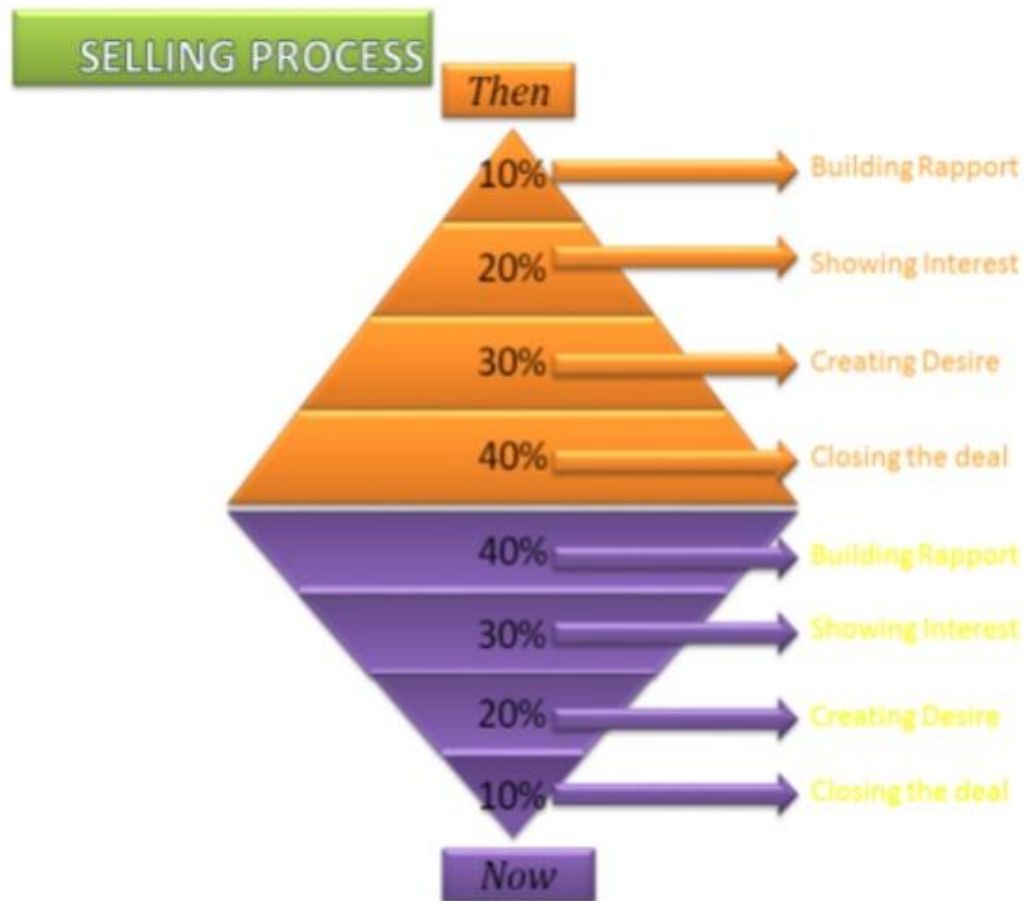 SELLING PROCESS
Then
10% Building Rapport
20% Showing Interest
30% Creating Desire
40% Closing the deal
40% Building Rapport
30% Showing Interest
20% Creating Desire
10% Closing the deal
Now